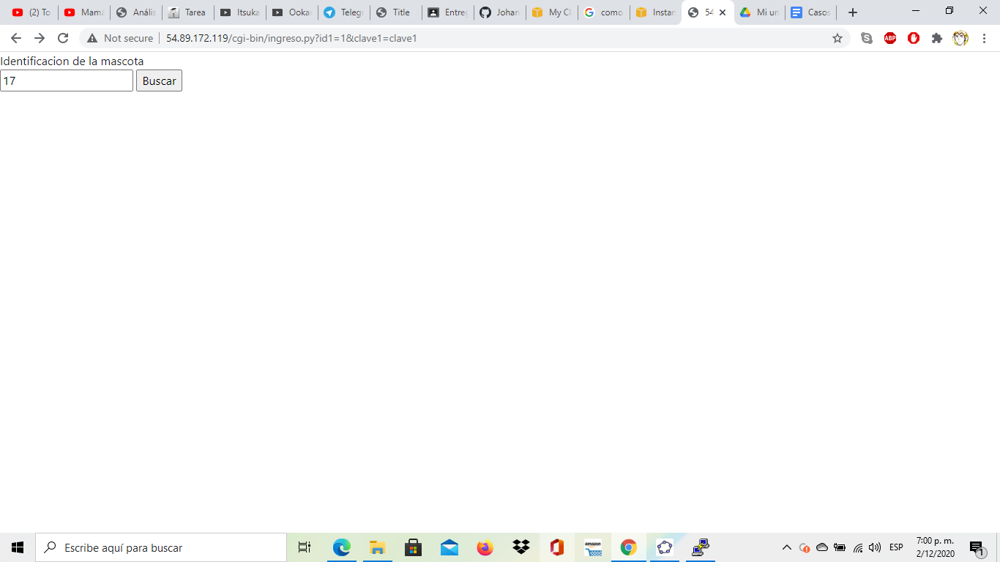 (2) To
Mamá
Anális
Tarea
Itsuka
Ookar
Telegr
Title
Entreg
Johan
My Cl
como
Instan
54
Mi un
Casos
Not secure
54.89.172.119/cgi-bin/ingreso.py?id1=1&clave1=clave1
ABP
Identificacion de la mascota
17
Buscar
Escribe aquí para buscar
amazon
ESP
7:00 p. m.
2/12/2020
1